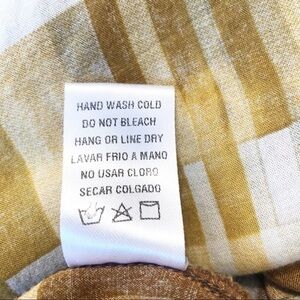 HAND WASH COLD
DO NOT BLEACH
HANG OR LINE DRY
LAVAR FRIO A MANO
NO USAR CLORO
SECAR COLGADO